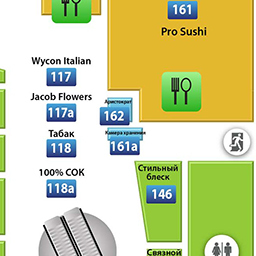 161
Pro Sushi
Wycon Italian
117
Jacob Flowers
117a
Аристократ
162
Табак
118
Камера хранения
161a
100% СОК
118a
Стильный
блеск
146
Связной